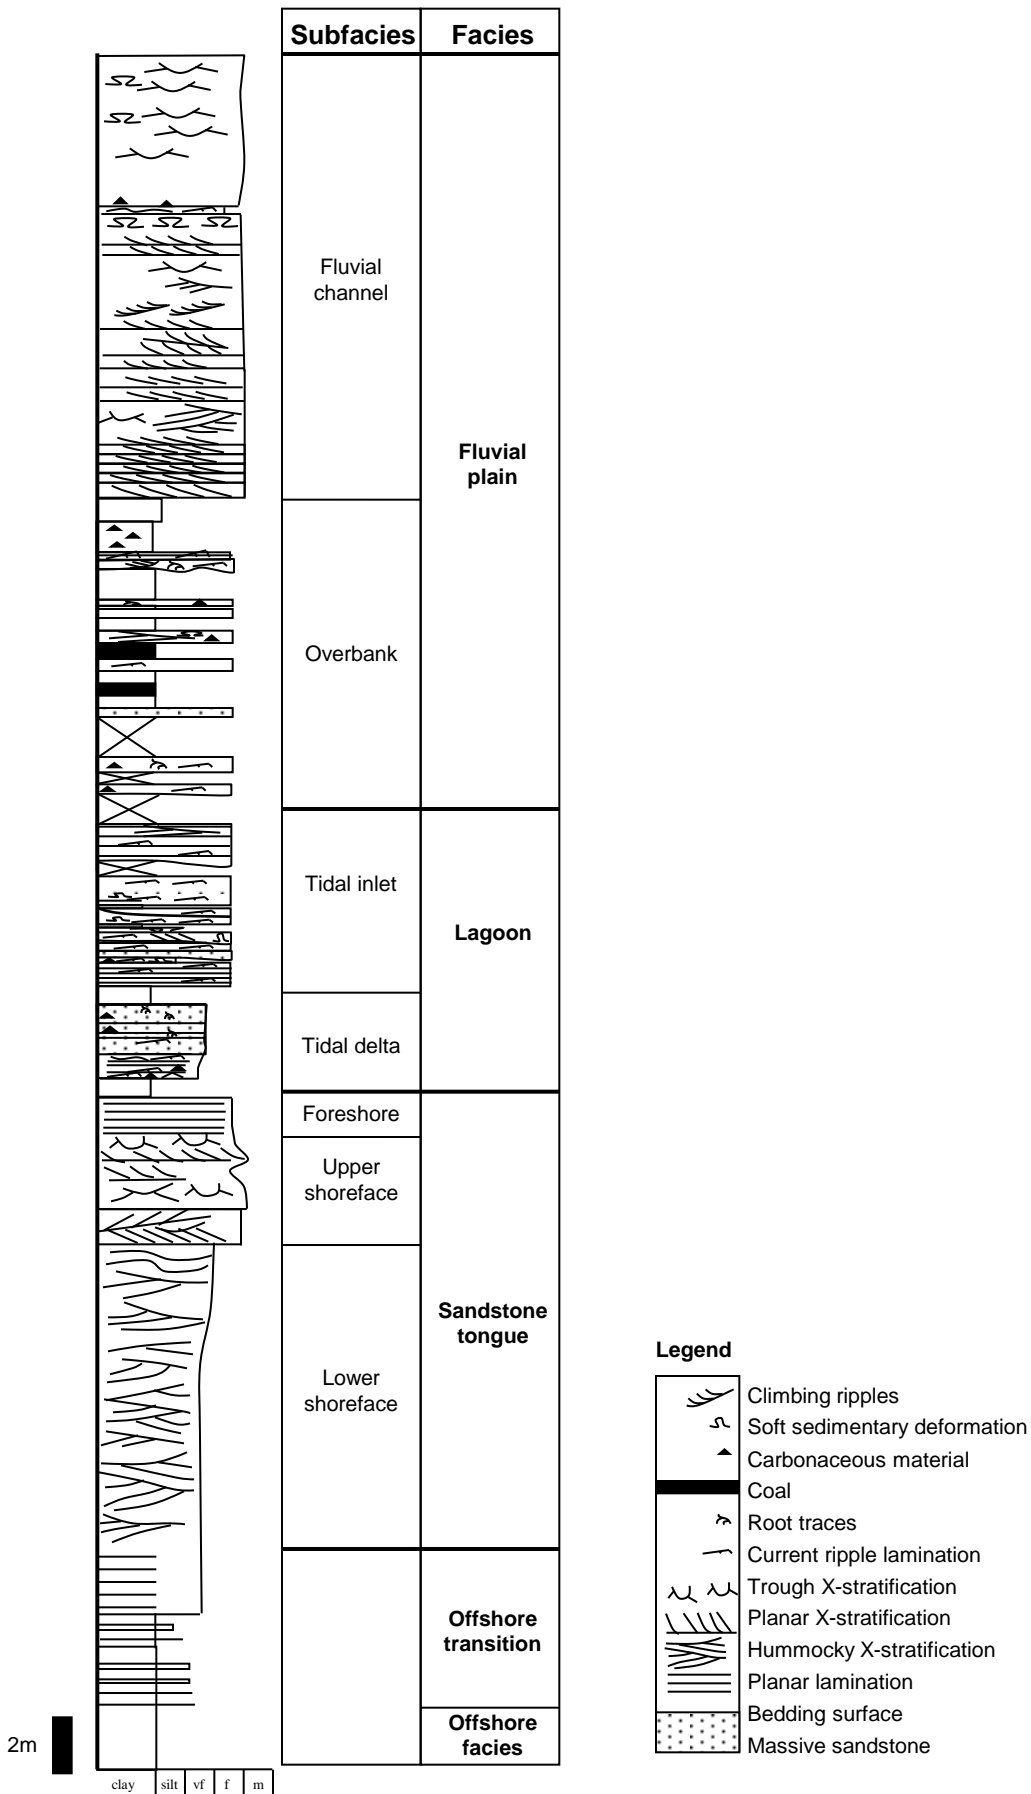 Subfacies Facies
Fluvial
channel
Fluvial
plain
Overbank
Tidal inlet
Lagoon
Tidal delta
Foreshore
Upper
shoreface
Sandstone
tongue
Lower
shoreface
Offshore
transition
Offshore
facies
2m
clay silt vf f m
Legend
Climbing ripples
Soft sedimentary deformation
Carbonaceous material
Coal
Root traces
Current ripple lamination
Trough X-stratification
Planar X-stratification
Hummocky X-stratification
Planar lamination
Bedding surface
Massive sandstone